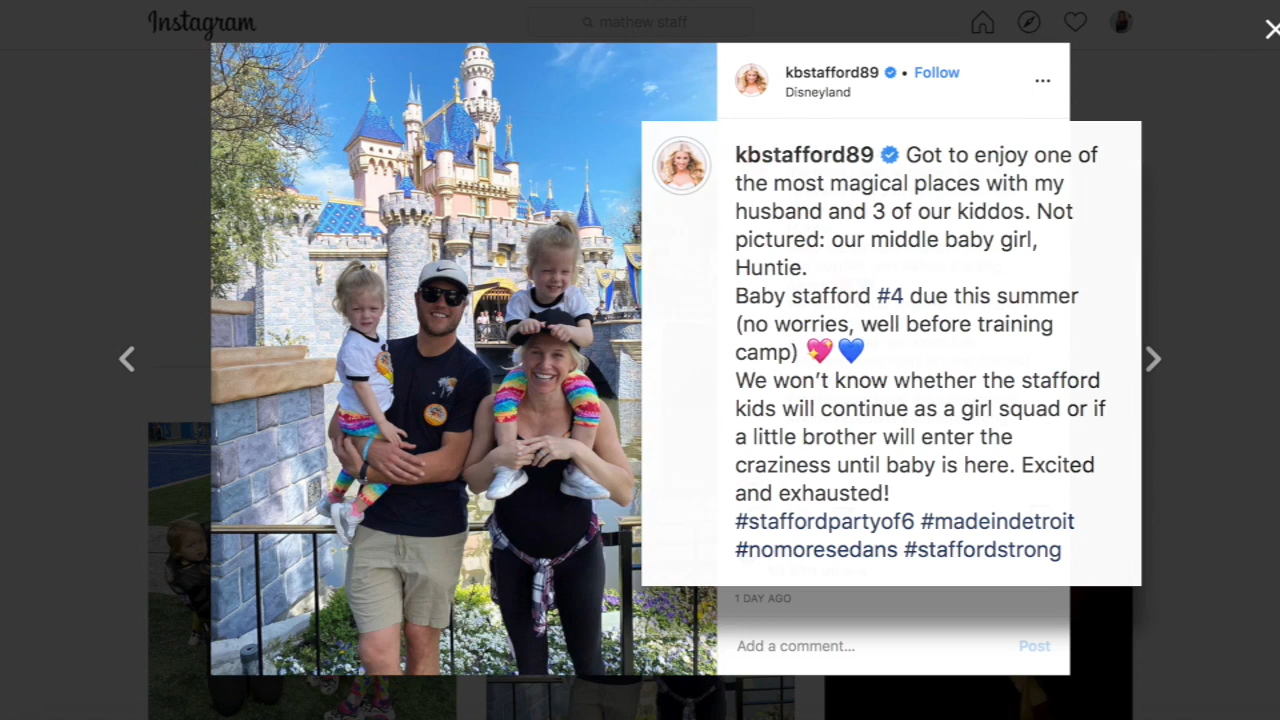 Instagram
mathew staff
kbstafford89 • Follow
Disneyland
kbstafford89 Got to enjoy one of
the most magical places with my
husband and 3 of our kiddos. Not
pictured: our middle baby girl,
Huntie.
Baby stafford #4 due this summer
(no worries, well before training
camp) 💖 💙
We won’t know whether the stafford
kids will continue as a girl squad or if
a little brother will enter the
craziness until baby is here. Excited
and exhausted!
#staffordpartyof6 #madeindetroit
#nomoresedans #staffordstrong
1 DAY AGO
Add a comment... Post